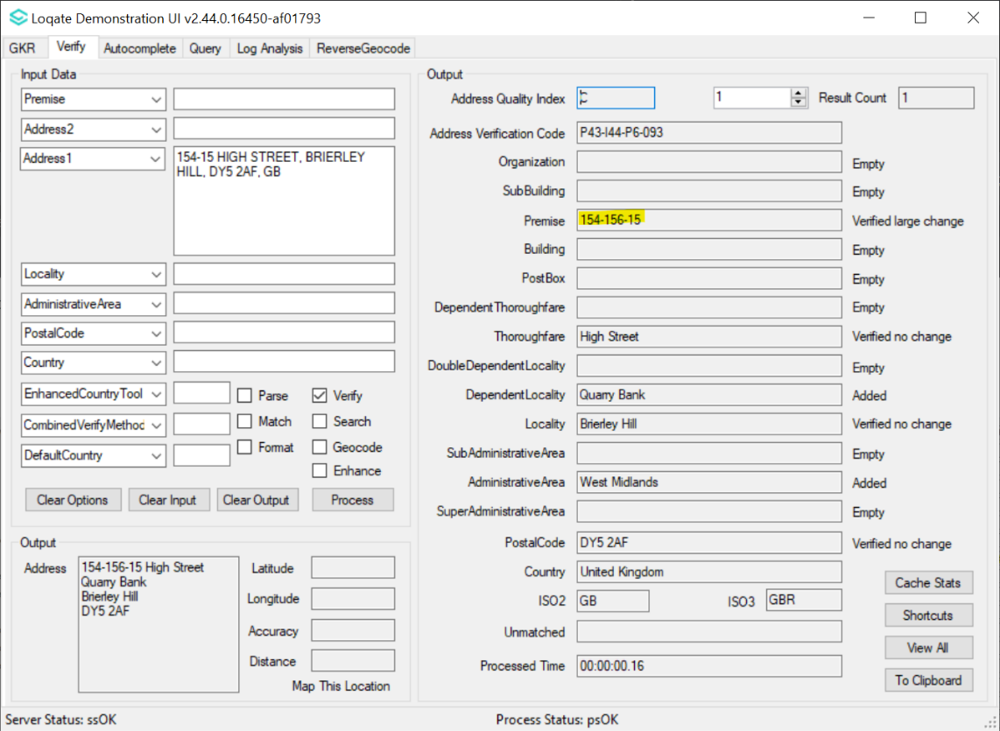 Loqate Demonstration UI v2.44.0.16450-af01793
GKR Verify Autocomplete Query Log Analysis ReverseGeocode
Input Data
Premise
Address2
Address1
154-15 HIGH STREET, BRIERLEY
HILL, DY5 2AF, GB
Locality
AdministrativeArea
PostalCode
Country
EnhancedCountryTool
Parse Verify
CombinedVerifyMethod
Match Search
DefaultCountry
Format Geocode
Enhance
Clear Options Clear Input Clear Output Process
Output
Address
154-156-15 High Street
Quarry Bank
Brierley Hill
DY5 2AF
Latitude
Longitude
Accuracy
Distance
Map This Location
Output
Address Quality Index 1 Result Count 1
Address Verification Code P43-I44-P6-093
Organization Empty
SubBuilding Empty
Premise 154-156-15 Verified large change
Building Empty
PostBox Empty
DependentThoroughfare Empty
Thoroughfare High Street Verified no change
DoubleDependentLocality Empty
DependentLocality Quarry Bank Added
Locality Brierley Hill Verified no change
SubAdministrativeArea Empty
AdministrativeArea West Midlands Added
SuperAdministrativeArea Empty
PostalCode DY5 2AF Verified no change
Country United Kingdom
ISO2 GB ISO3 GBR
Unmatched
Processed Time 00:00:00.16
Cache Stats
Shortcuts
View All
To Clipboard
Server Status: ssOK Process Status: psOK